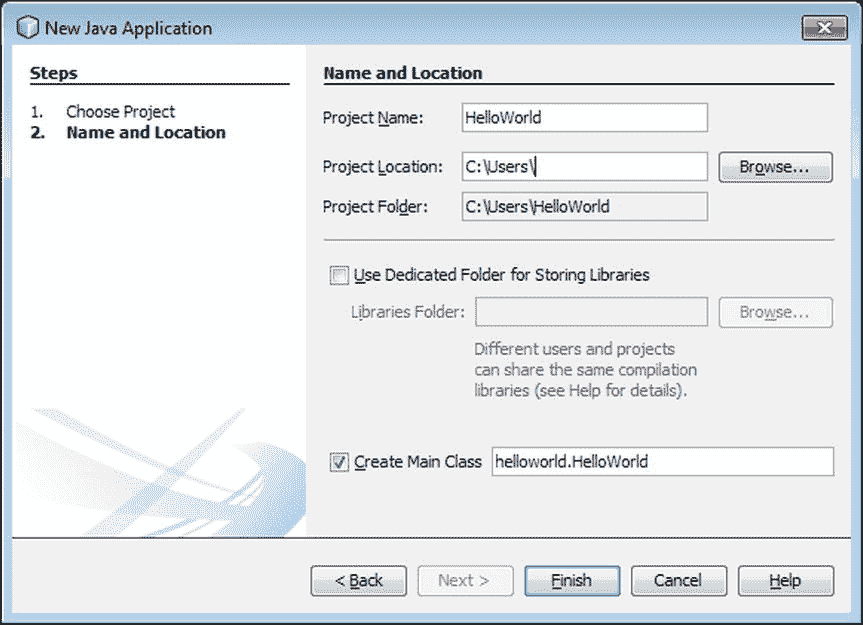 New Java Application
Steps
1. Choose Project
2. Name and Location
Name and Location
Project Name: HelloWorld
Project Location: C:\Users\ Browse...
Project Folder: C:\Users\HelloWorld
Use Dedicated Folder for Storing Libraries
Libraries Folder: Browse...
Different users and projects
can share the same compilation
libraries (see Help for details).
Create Main Class helloworld.HelloWorld
< Back Next > Finish Cancel Help